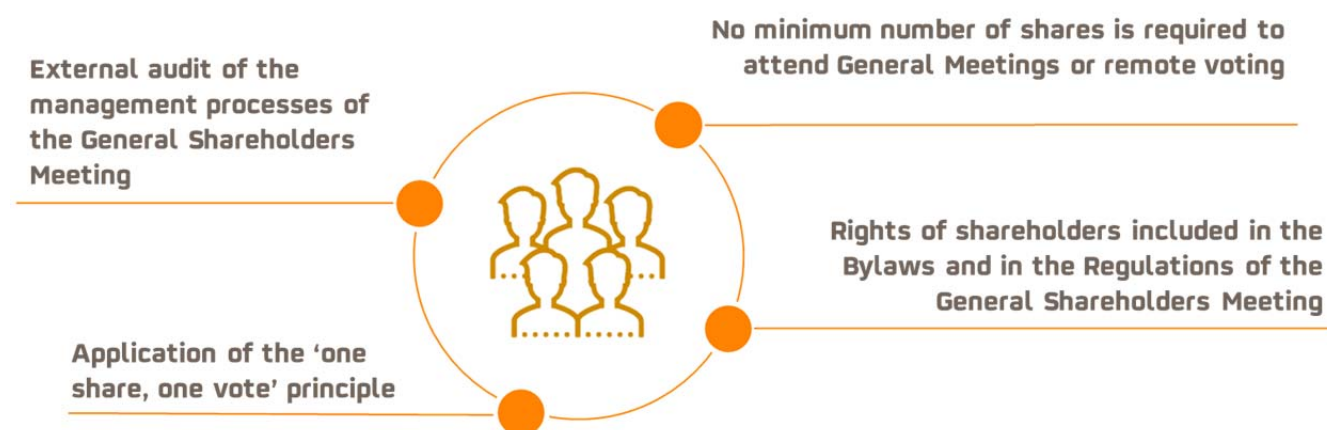 External audit of the
management processes of
the General Shareholders
Meeting
No minimum number of shares is required to
attend General Meetings or remote voting
Rights of shareholders included in the
Bylaws and in the Regulations of the
General Shareholders Meeting
Application of the ‘one
share, one vote’ principle